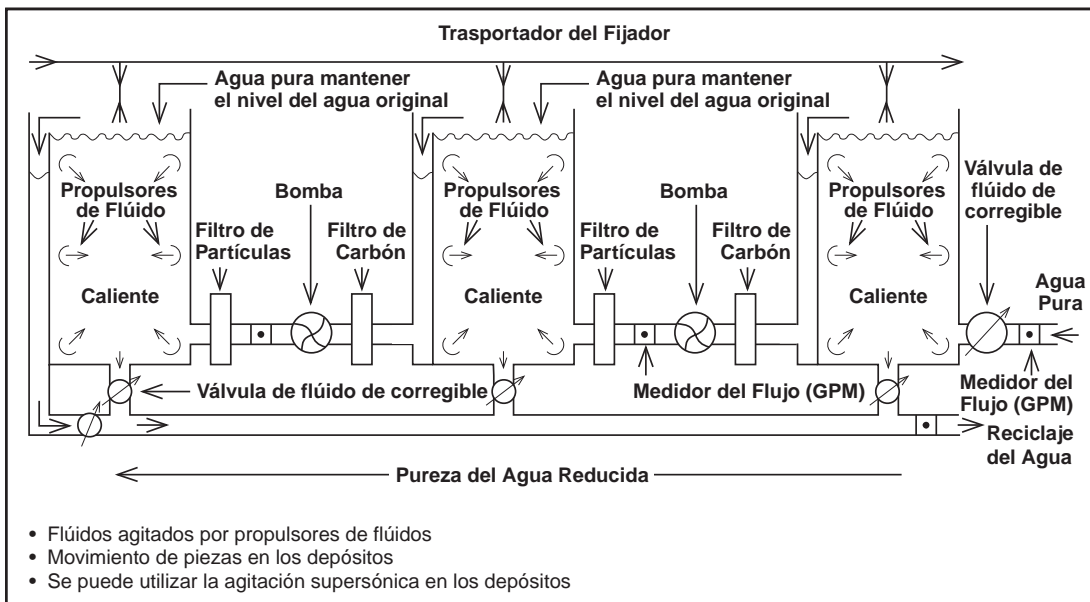 Trasportador del Fijador
Agua pura mantener
el nivel del agua original
Agua pura mantener
el nivel del agua original
Propulsores
de Flúido
Bomba
Propulsores
de Flúido
Bomba
Propulsores
de Flúido
Válvula de
flúido de
corregible
Filtro de
Partículas
Filtro de
Carbón
Filtro de
Partículas
Filtro de
Carbón
Caliente
Caliente
Caliente
Agua
Pura
Válvula de flúido de corregible
Medidor del Flujo (GPM)
Medidor del
Flujo (GPM)
Reciclaje
del Agua
Pureza del Agua Reducida
• Flúidos agitados por propulsores de flúidos
• Movimiento de piezas en los depósitos
• Se puede utilizar la agitación supersónica en los depósitos